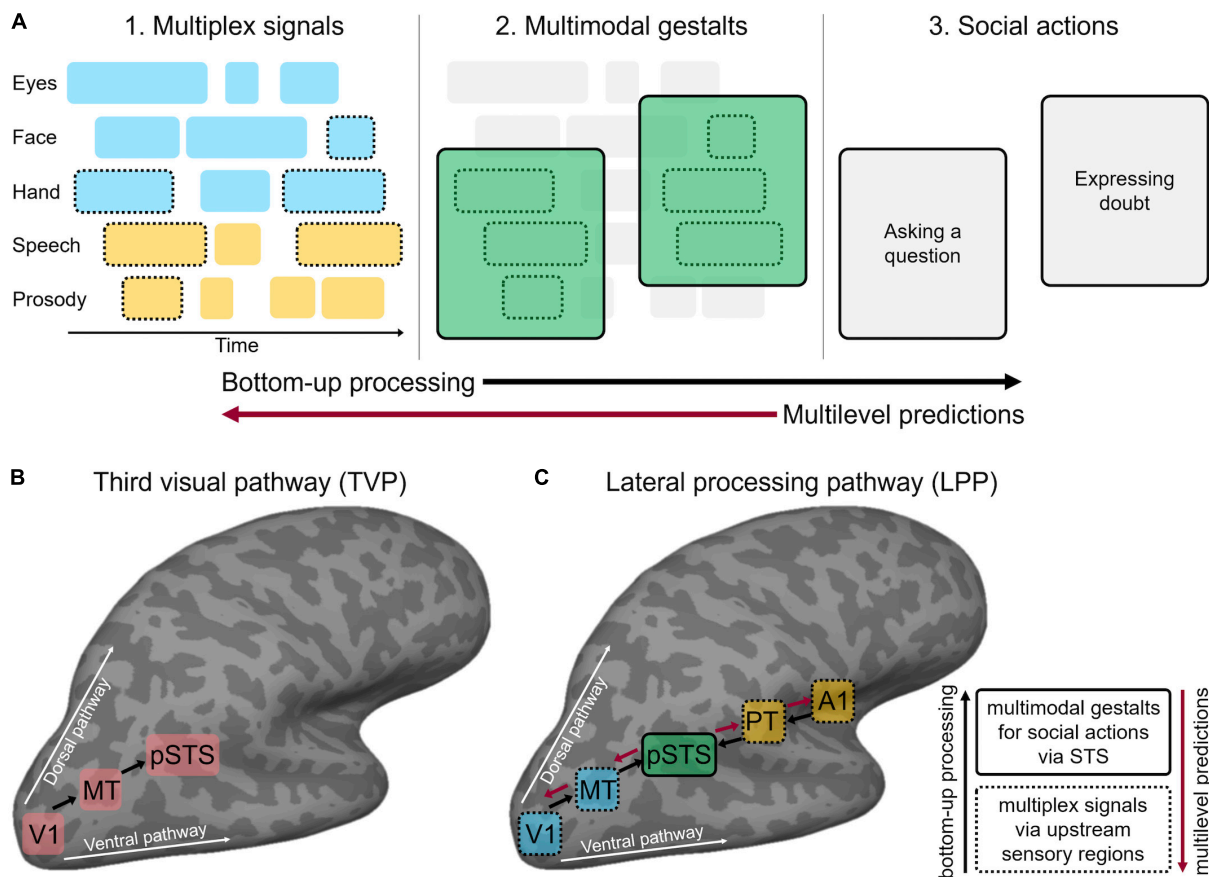 A
1. Multiplex signals
2. Multimodal gestalts
3. Social actions
Eyes
Face
Hand
Speech
Prosody
Time
Asking a
question
Expressing
doubt
Bottom-up processing
Multilevel predictions
B
Third visual pathway (TVP)
Dorsal pathway
pSTS
MT
V1
Ventral pathway
C
Lateral processing pathway (LPP)
Dorsal pathway
A1
PT
pSTS
MT
V1
Ventral pathway
bottom-up processing
multimodal gestalts
for social actions
via STS
multiplex signals
via upstream
sensory regions
multilevel predictions